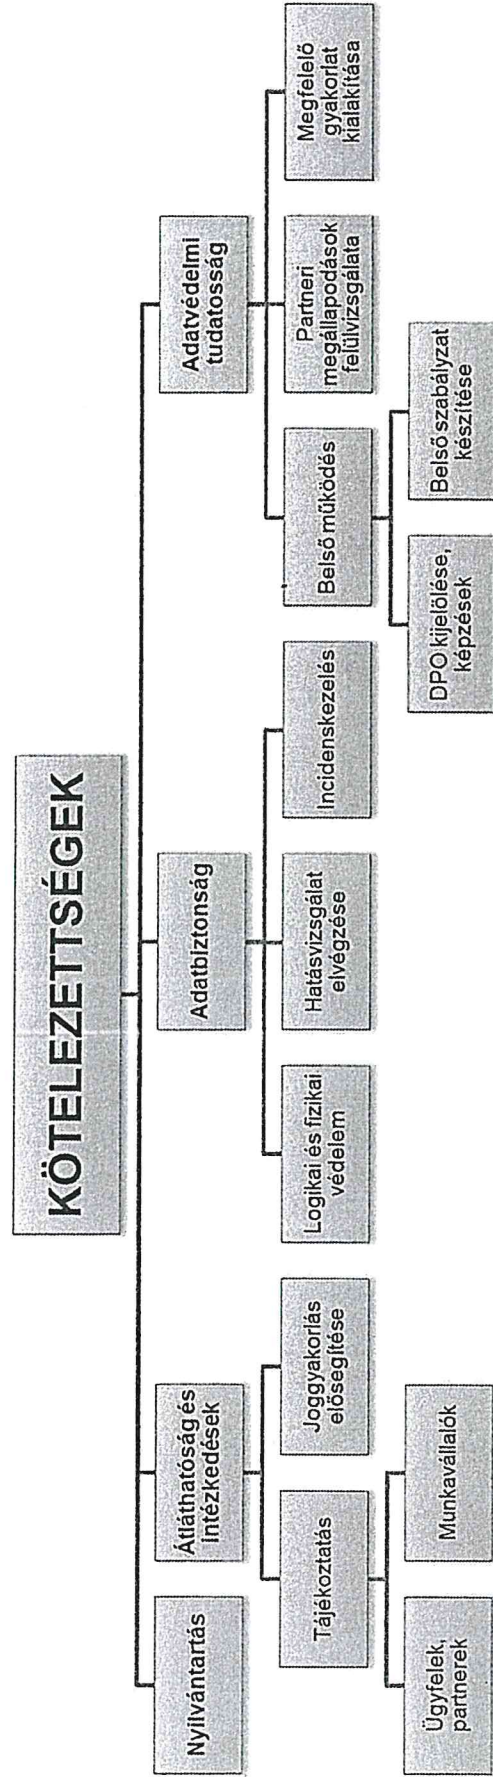 KÖTELEZETTSÉGEK
Nyilvántartás
Átláthatóság és
intézkedések
Adatbiztonság
Adatvédelmi
tudatosság
Tájékoztatás
Joggyakorlás
elősegítése
Logikai és fizikai
védelem
Hatásvizsgálat
elvégzése
Incidenskezelés
Belső működés
Partneri
megállapodások
felülvizsgálata
Megfelelő
gyakorlat
kialakítása
Ügyfelek,
partnerek
Munkavállalók
DPO kijelölése,
képzések
Belső szabályzat
készítése